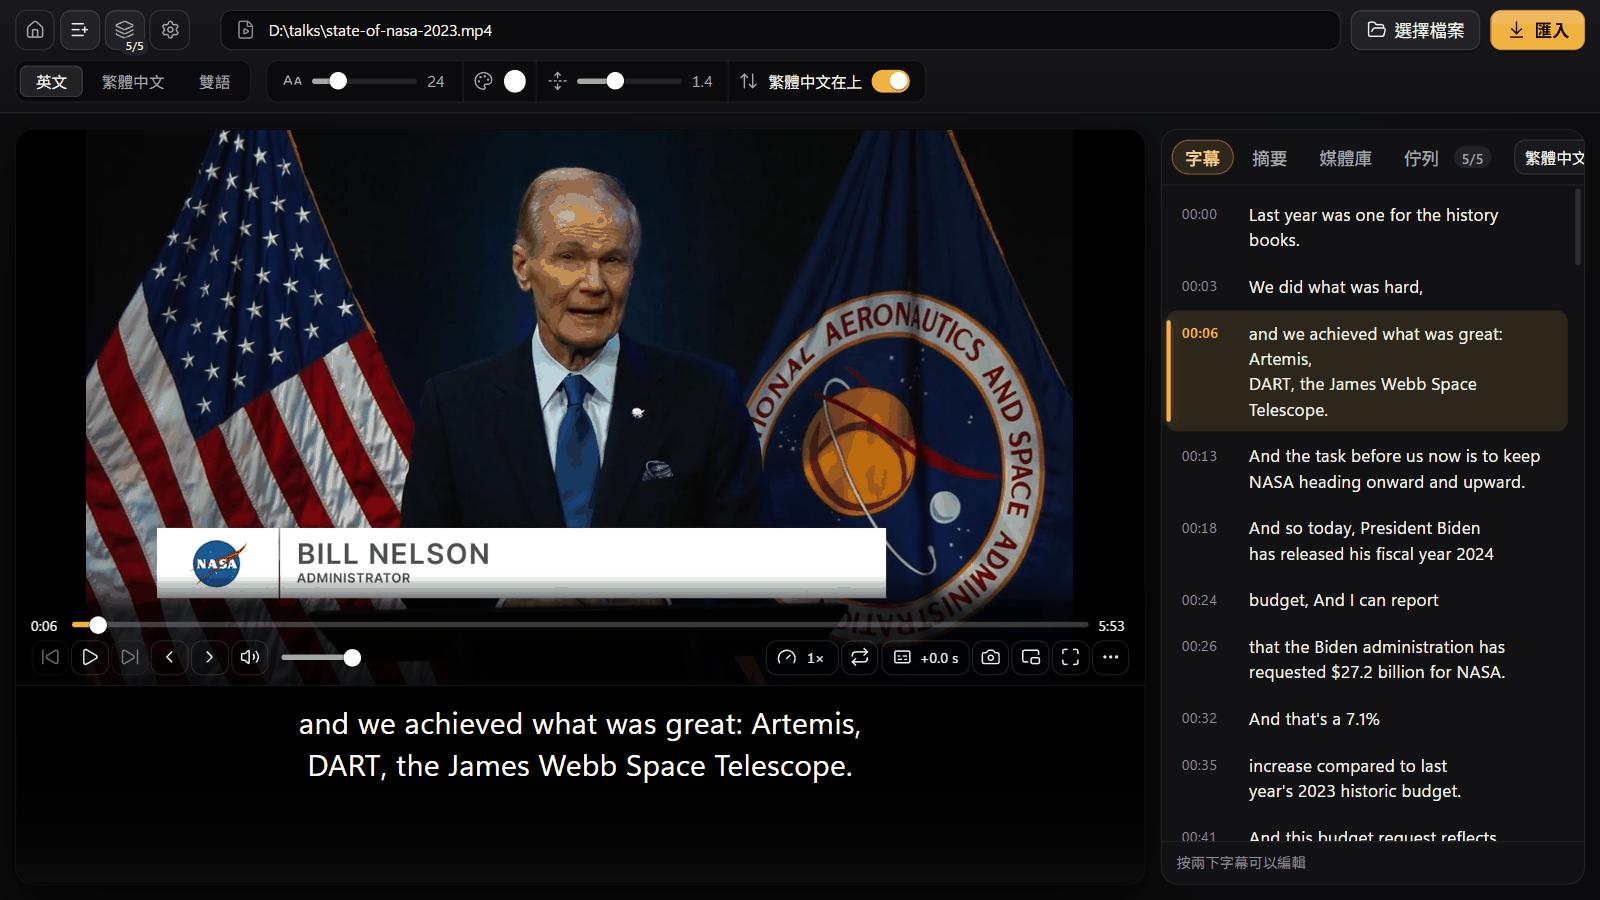 D:\talks\state-of-nasa-2023.mp4
選擇檔案
匯入
5/5
英文
繁體中文
雙語
AA
24
1.4
繁體中文在上
NATIONAL AERONAUTICS AND SPACE ADMINISTRATION
NASA
BILL NELSON
ADMINISTRATOR
0:06
5:53
1×
+0.0 s
and we achieved what was great: Artemis,
DART, the James Webb Space Telescope.
字幕
摘要
媒體庫
佇列
5/5
繁體中文
00:00
Last year was one for the history
books.
00:03
We did what was hard,
00:06
and we achieved what was great:
Artemis,
DART, the James Webb Space
Telescope.
00:13
And the task before us now is to keep
NASA heading onward and upward.
00:18
And so today, President Biden
has released his fiscal year 2024
00:24
budget, And I can report
00:26
that the Biden administration has
requested $27.2 billion for NASA.
00:32
And that's a 7.1%
00:35
increase compared to last
year's 2023 historic budget.
00:41
And this budget request reflects
按兩下字幕可以編輯